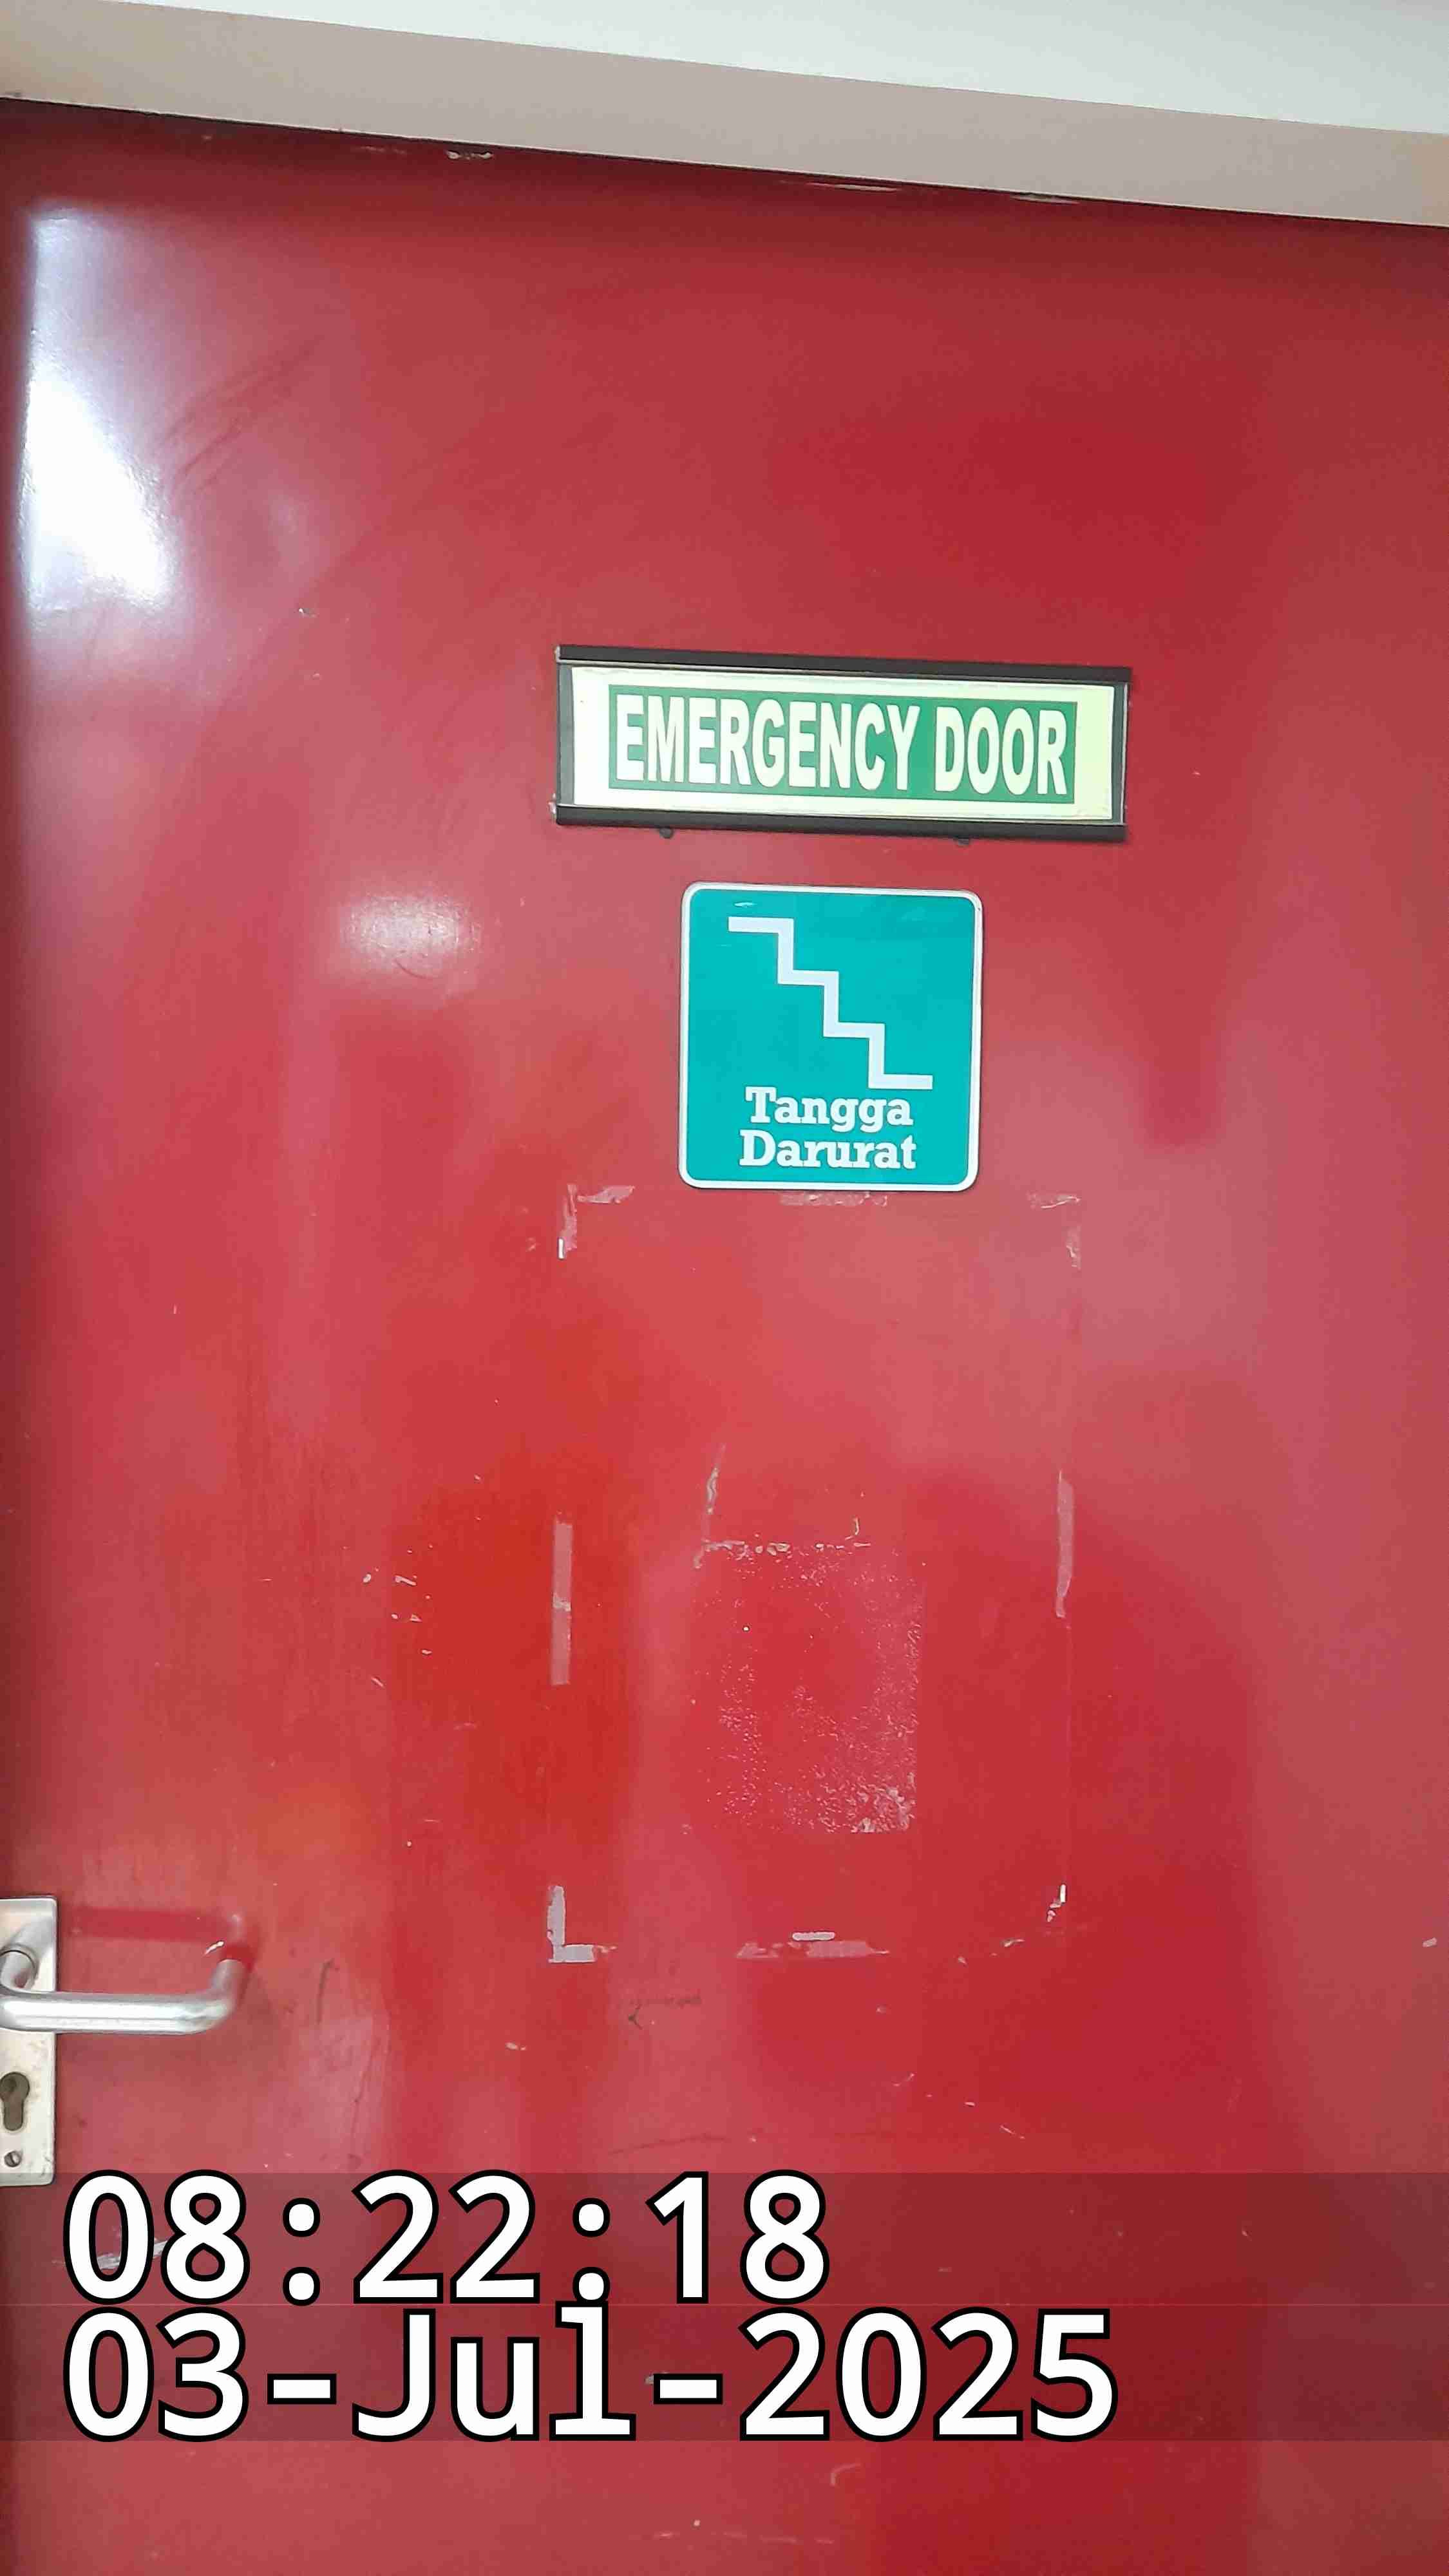 EMERGENCY DOOR
Tangga
Darurat
08:22:18
03-Jul-2025